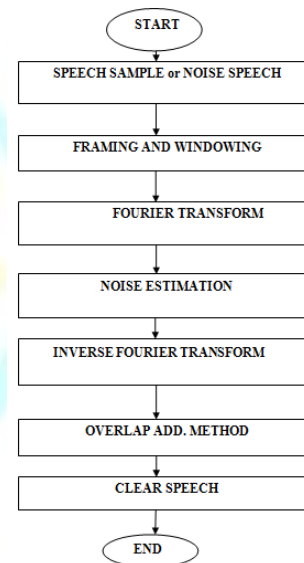 START
SPEECH SAMPLE or NOISE SPEECH
FRAMING AND WINDOWING
FOURIER TRANSFORM
NOISE ESTIMATION
INVERSE FOURIER TRANSFORM
OVERLAP ADD. METHOD
CLEAR SPEECH
END